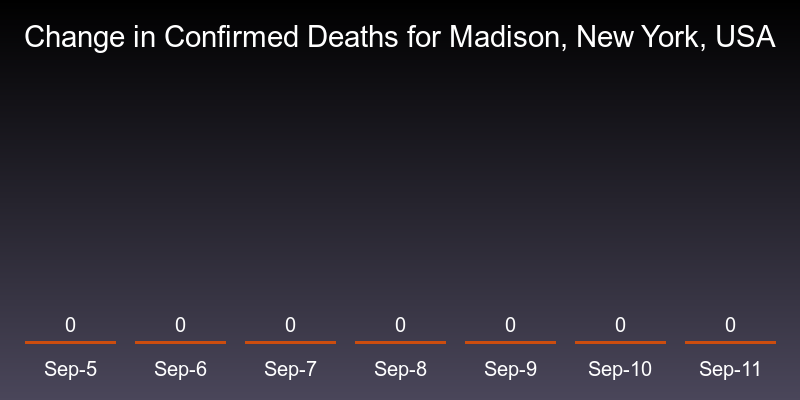 Change in Confirmed Deaths for Madison, New York, USA
0 0 0 0 0 0 0
Sep-5 Sep-6 Sep-7 Sep-8 Sep-9 Sep-10 Sep-11